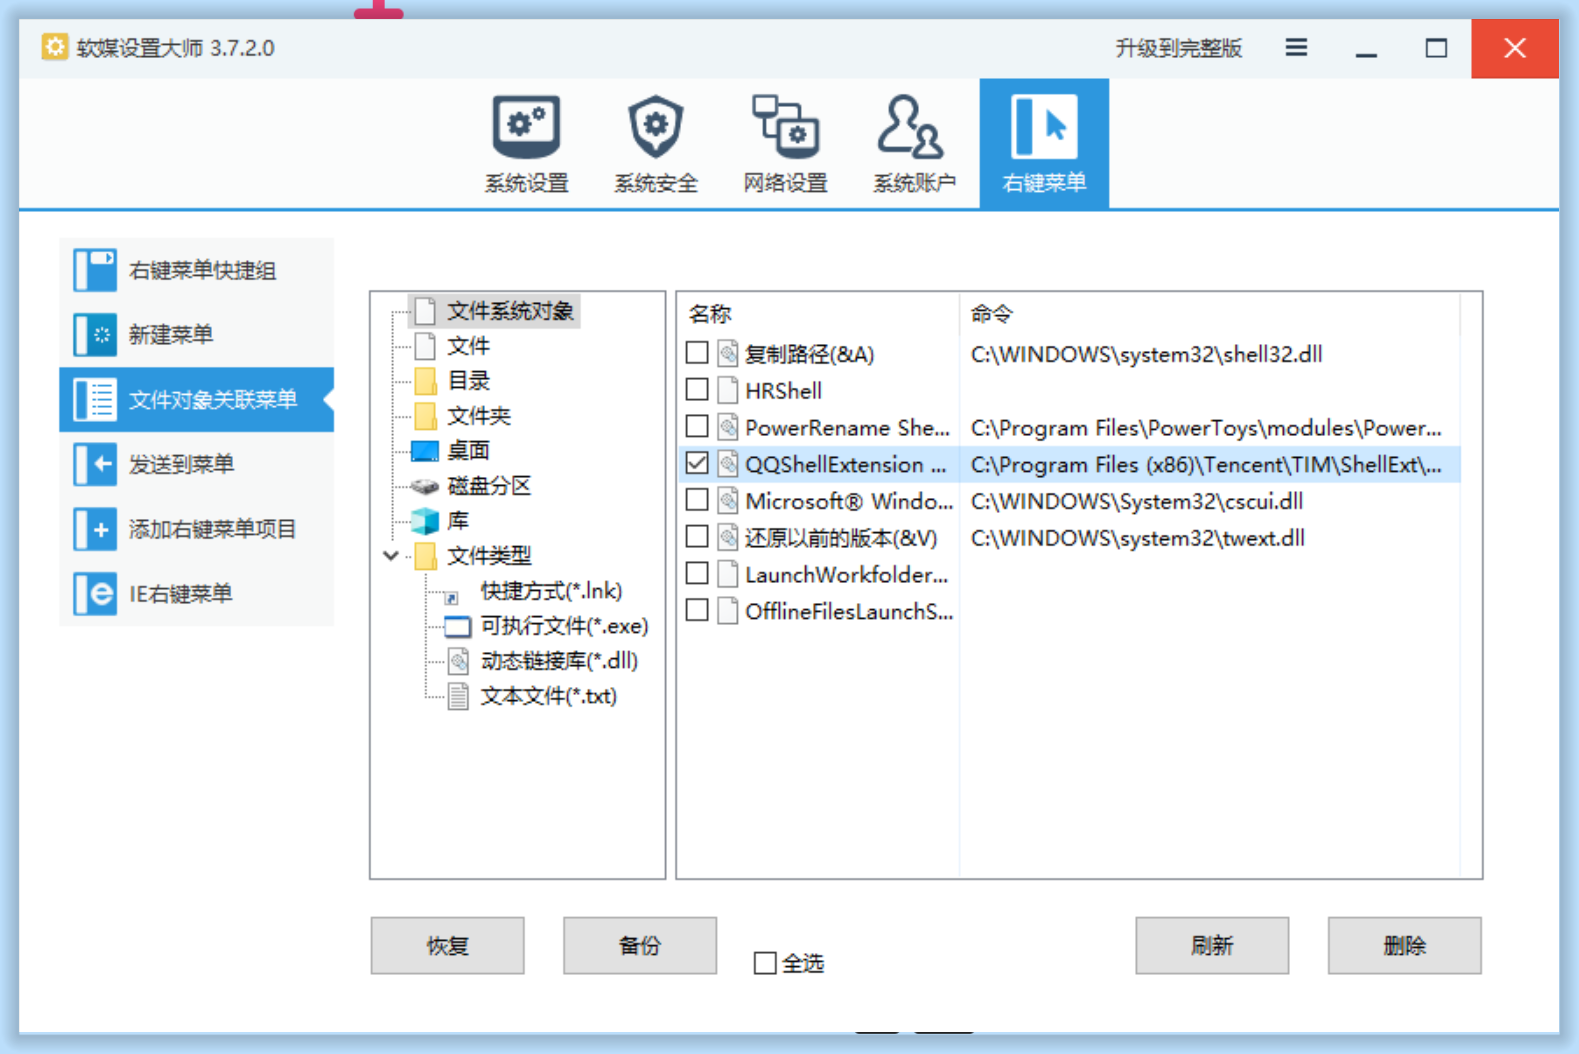 软媒设置大师 3.7.2.0
升级到完整版
系统设置
系统安全
网络设置
系统账户
右键菜单
右键菜单快捷组
新建菜单
文件对象关联菜单
发送到菜单
添加右键菜单项目
IE右键菜单
文件系统对象
文件
目录
文件夹
桌面
磁盘分区
库
文件类型
快捷方式(*.lnk)
可执行文件(*.exe)
动态链接库(*.dll)
文本文件(*.txt)
名称 命令
复制路径(&A) C:\WINDOWS\system32\shell32.dll
HRShell
PowerRename She... C:\Program Files\PowerToys\modules\Power...
QQShellExtension ... C:\Program Files (x86)\Tencent\TIM\ShellExt\...
Microsoft® Windo... C:\WINDOWS\System32\cscui.dll
还原以前的版本(&V) C:\WINDOWS\system32\twext.dll
LaunchWorkfolder...
OfflineFilesLaunchS...
恢复
备份
全选
刷新
删除